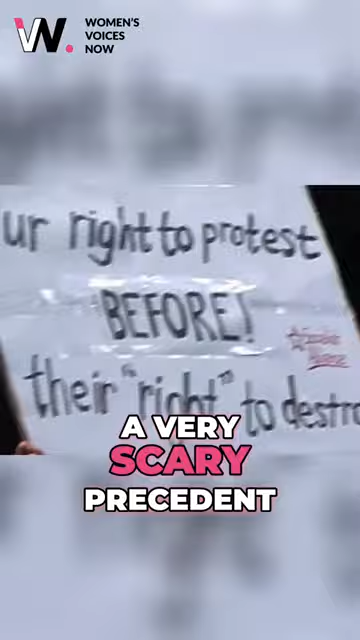 WOMEN'S
VOICES
NOW
W.
ur right to protest
BEFORE!
their "right" to destro
A VERY
SCARY
PRECEDENT